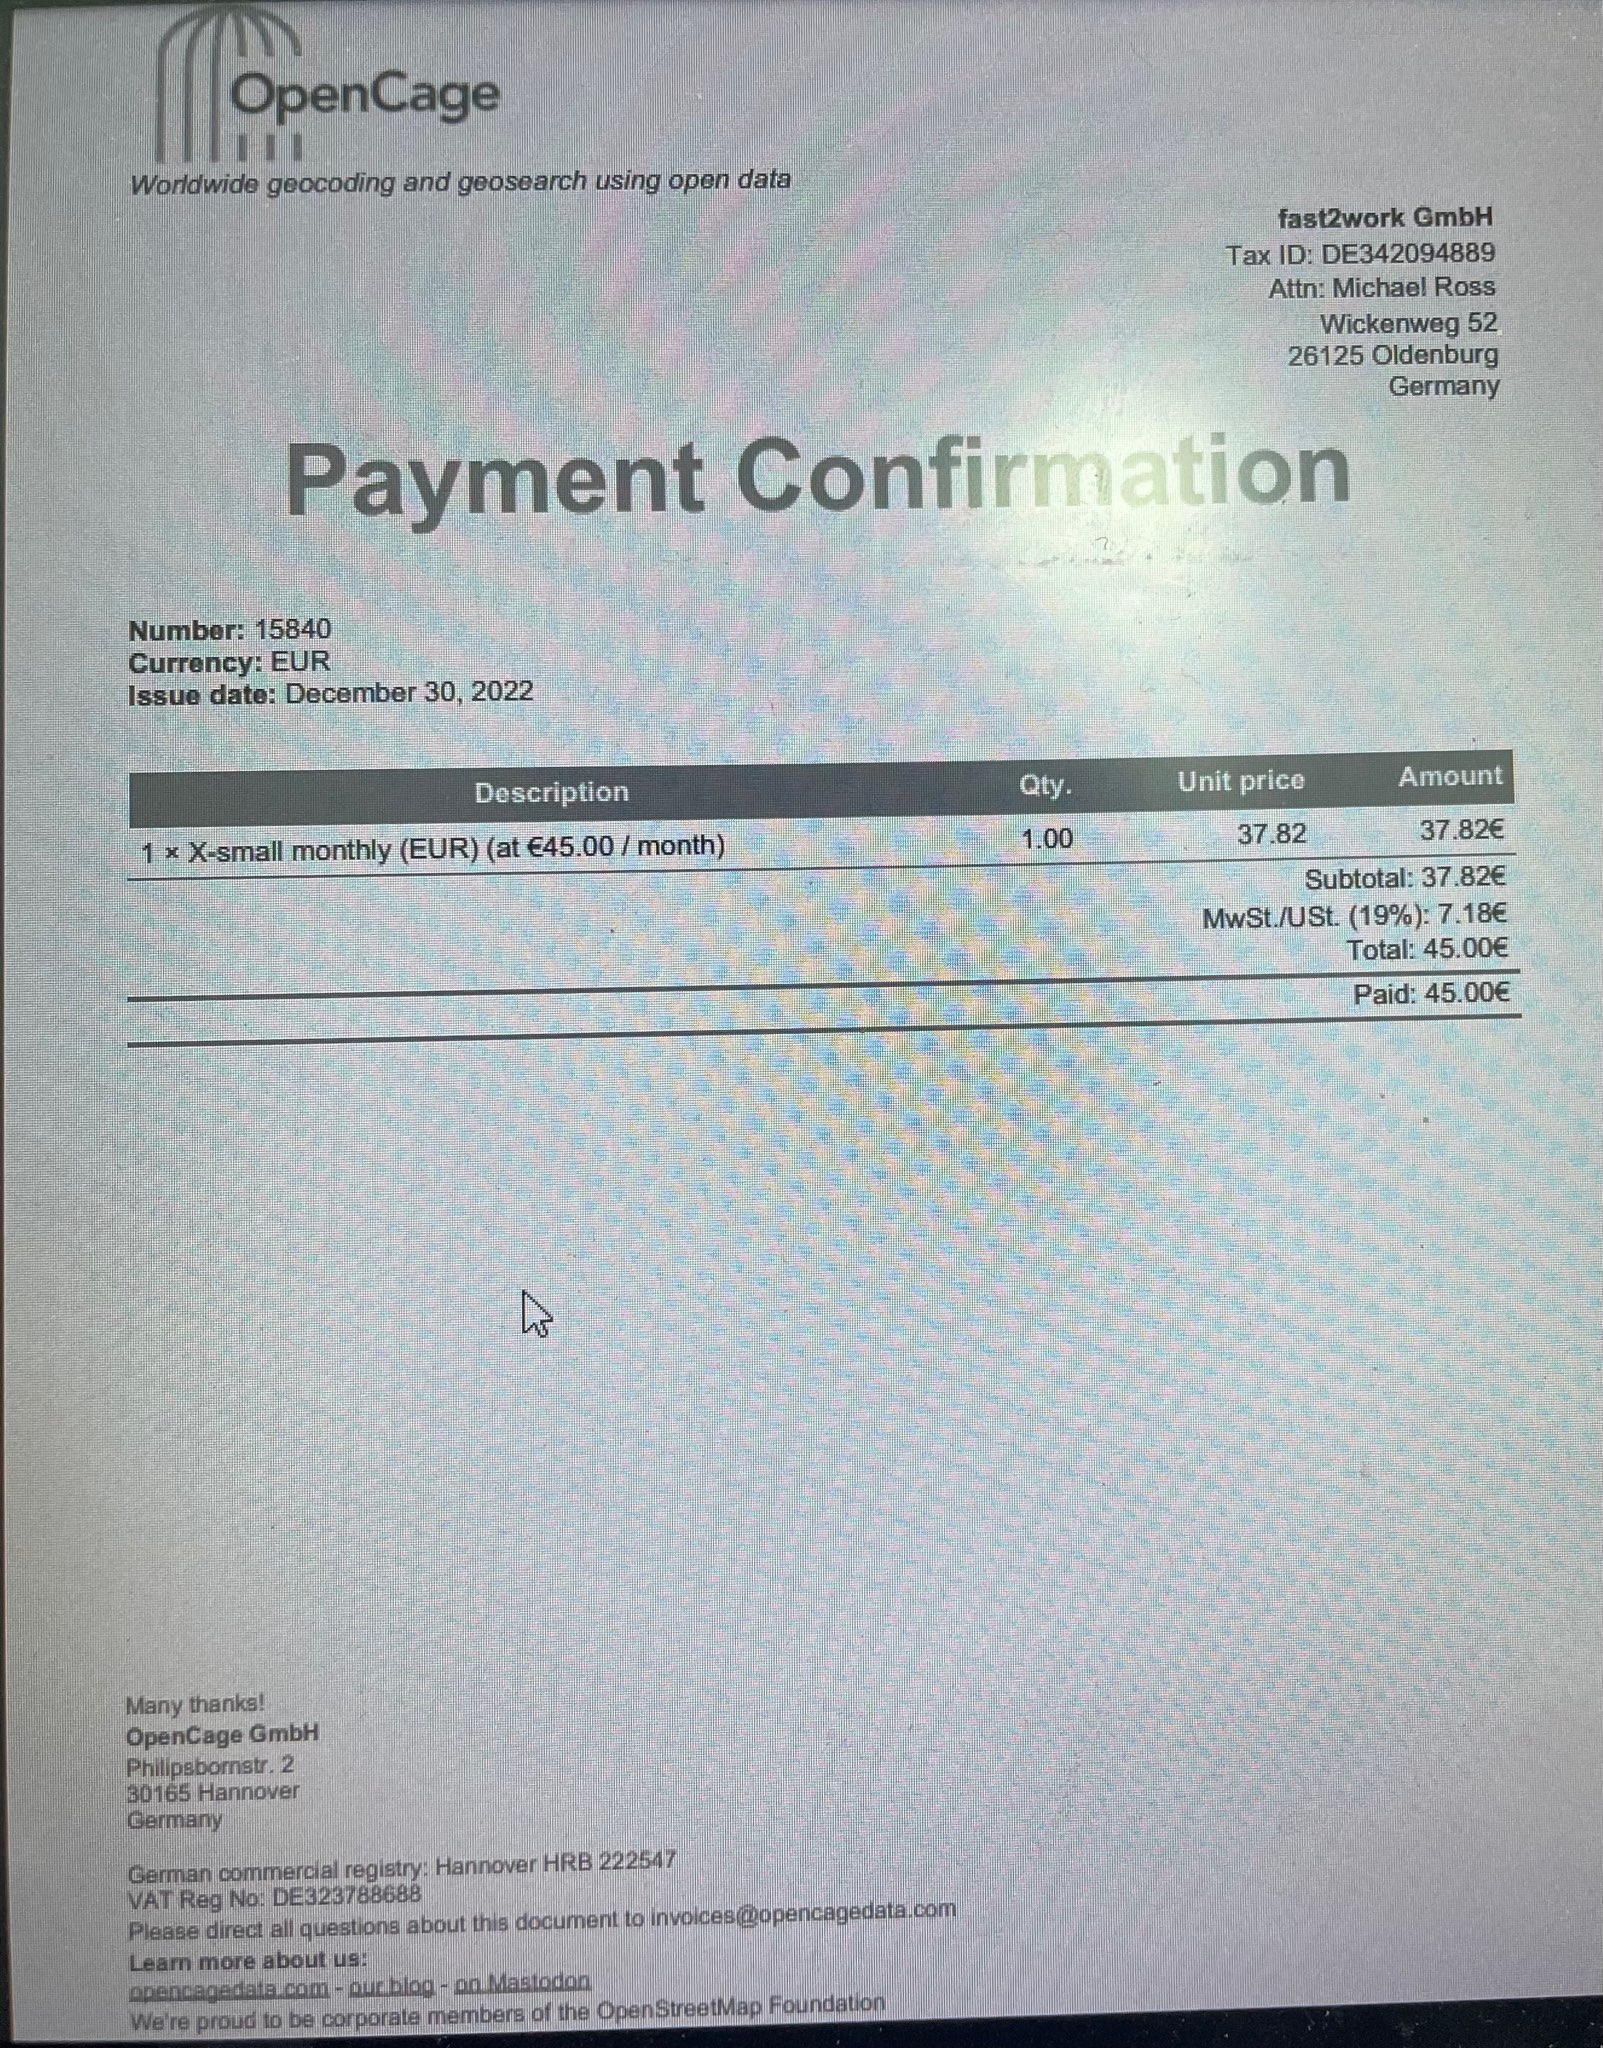 OpenCage
Worldwide geocoding and geosearch using open data
fast2work GmbH
Tax ID: DE342094889
Attn: Michael Ross
Wickenweg 52
26125 Oldenburg
Germany
Payment Confirmation
Number: 15840
Currency: EUR
Issue date: December 30, 2022
Description Qty. Unit price Amount
1 × X-small monthly (EUR) (at €45.00 / month) 1.00 37.82 37.82€
Subtotal: 37.82€
MwSt./USt. (19%): 7.18€
Total: 45.00€
Paid: 45.00€
Many thanks!
OpenCage GmbH
Philipsbornstr. 2
30165 Hannover
Germany
German commercial registry: Hannover HRB 222547
VAT Reg No: DE323788688
Please direct all questions about this document to invoices@opencagedata.com
Learn more about us:
opencagedata.com - our blog - on Mastodon
We're proud to be corporate members of the OpenStreetMap Foundation